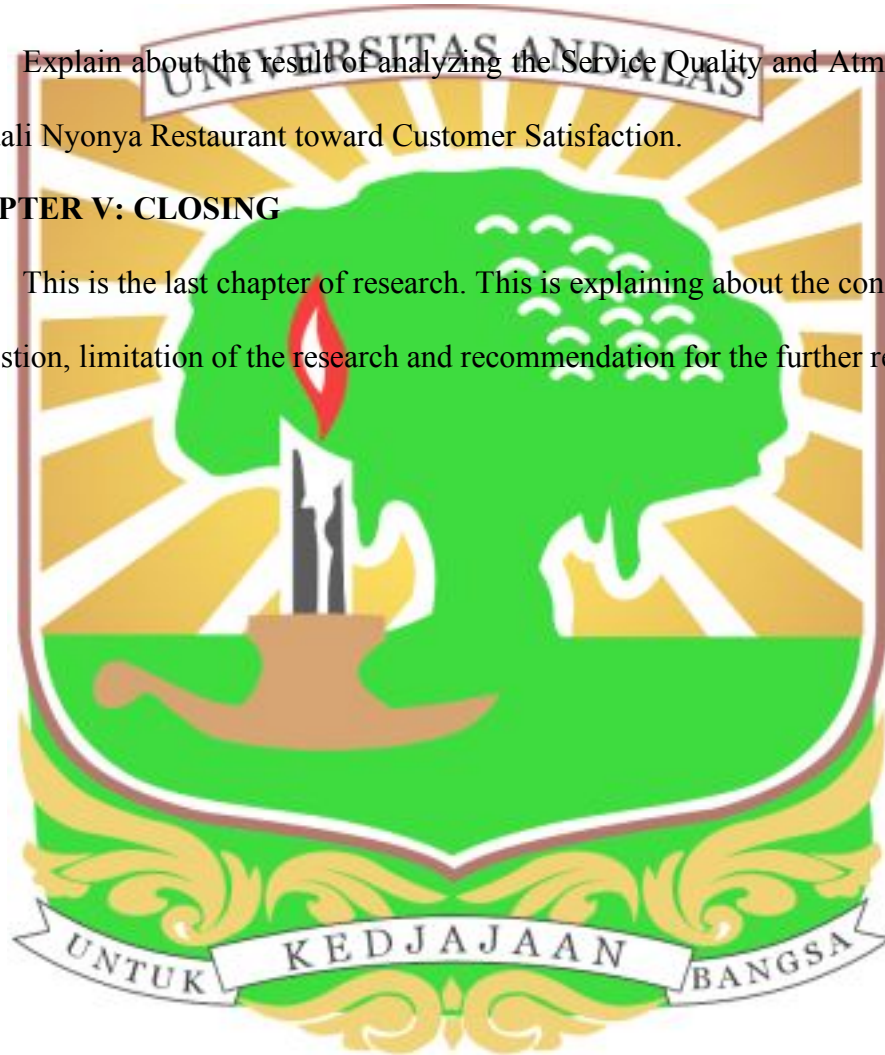 Explain about the result of analyzing the Service Quality and Atm
UNIVERSITAS ANDALAS
ali Nyonya Restaurant toward Customer Satisfaction.
PTER V: CLOSING
This is the last chapter of research. This is explaining about the con
stion, limitation of the research and recommendation for the further re
UNTUK KEDJAJAAN BANGSA